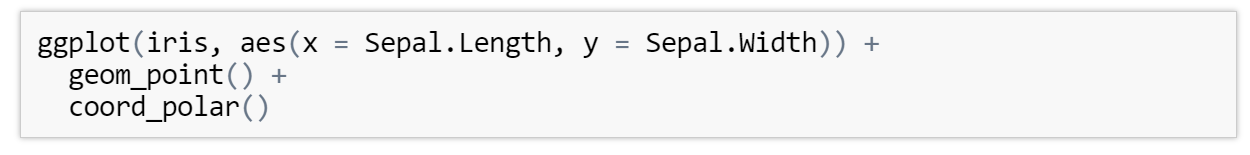 ggplot(iris, aes(x = Sepal.Length, y = Sepal.Width)) +
  geom_point() +
  coord_polar()